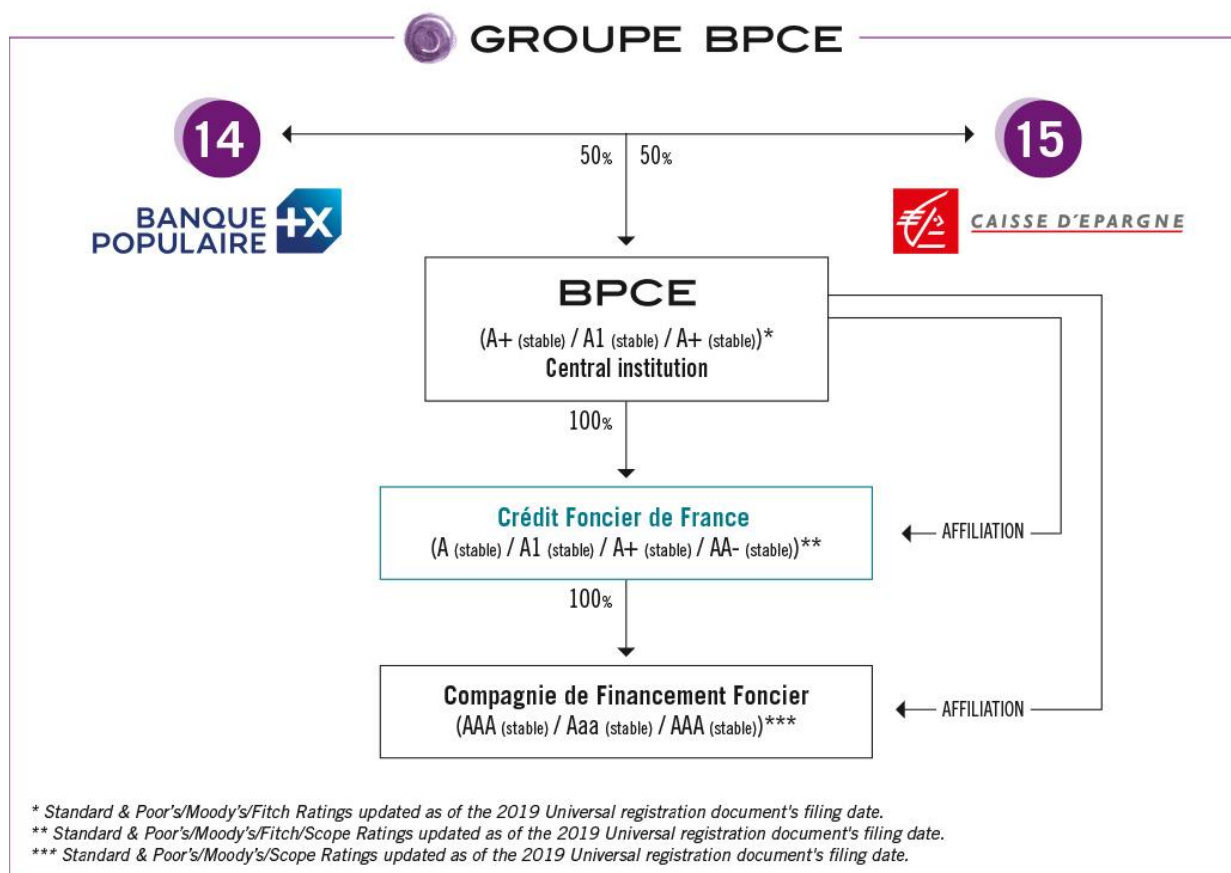 GROUPE BPCE
14
15
50% 50%
BANQUE
POPULAIRE
+X
CAISSE D'EPARGNE
BPCE
(A+ (stable) / A1 (stable) / A+ (stable))*
Central institution
100%
Crédit Foncier de France
(A (stable) / A1 (stable) / A+ (stable) / AA- (stable))**
AFFILIATION
100%
Compagnie de Financement Foncier
(AAA (stable) / Aaa (stable) / AAA (stable))***
AFFILIATION
* Standard & Poor's/Moody's/Fitch Ratings updated as of the 2019 Universal registration document's filing date.
** Standard & Poor's/Moody's/Fitch/Scope Ratings updated as of the 2019 Universal registration document's filing date.
*** Standard & Poor's/Moody's/Scope Ratings updated as of the 2019 Universal registration document's filing date.